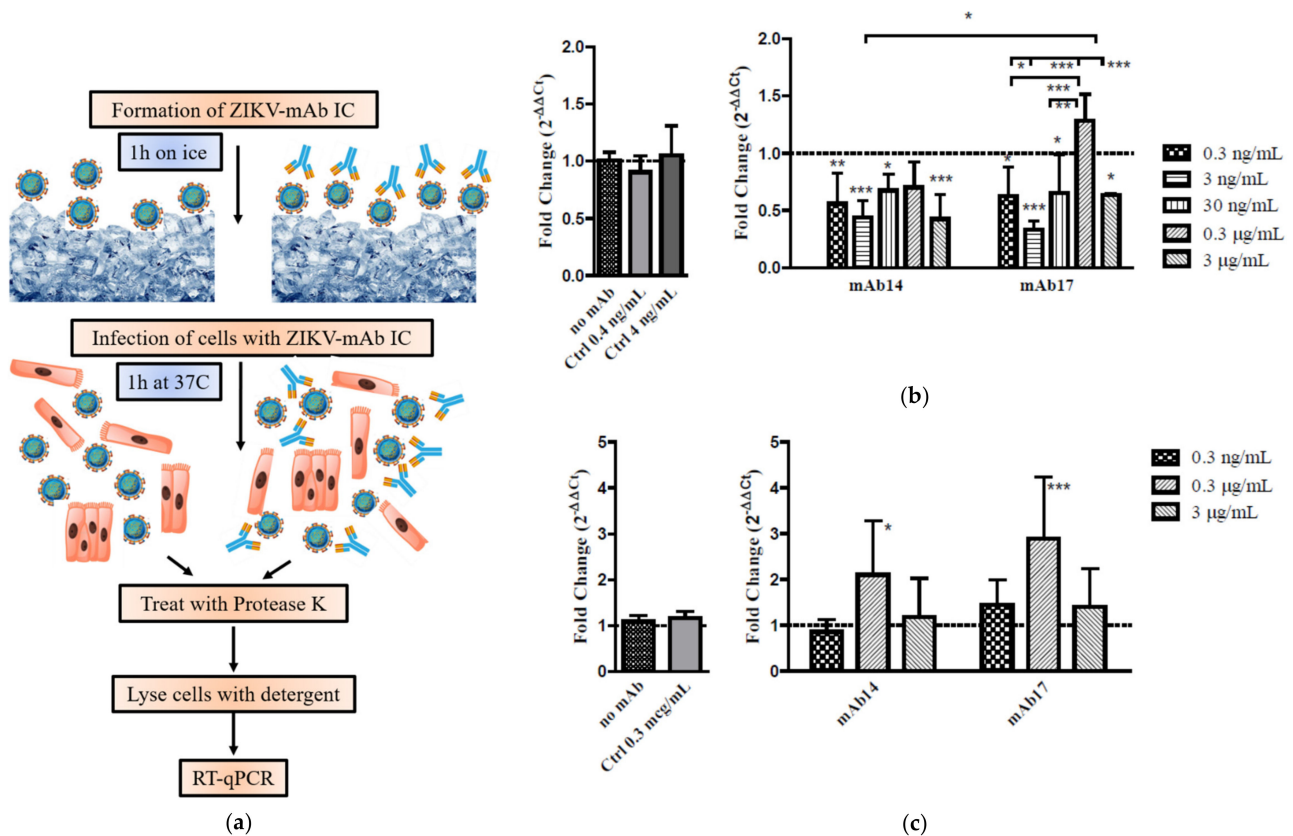 Formation of ZIKV-mAb IC
1h on ice
Infection of cells with ZIKV-mAb IC
1h at 37C
Treat with Protease K
Lyse cells with detergent
RT-qPCR
(a)
Fold Change (2^-ΔΔCt)
2.0
1.5
1.0
0.5
0.0
no mAb
Ctrl 0.4 ng/mL
Ctrl 4 ng/mL
Fold Change (2^-ΔΔCt)
2.0
1.5
1.0
0.5
0.0
*
* *** ***
***
**
** *** * ***
* *** * *
mAb14
mAb17
0.3 ng/mL
3 ng/mL
30 ng/mL
0.3 µg/mL
3 µg/mL
(b)
Fold Change (2^-ΔΔCt)
5
4
3
2
1
0
no mAb
Ctrl 0.3 mcg/mL
Fold Change (2^-ΔΔCt)
5
4
3
2
1
0
*
***
mAb14
mAb17
0.3 ng/mL
0.3 µg/mL
3 µg/mL
(c)